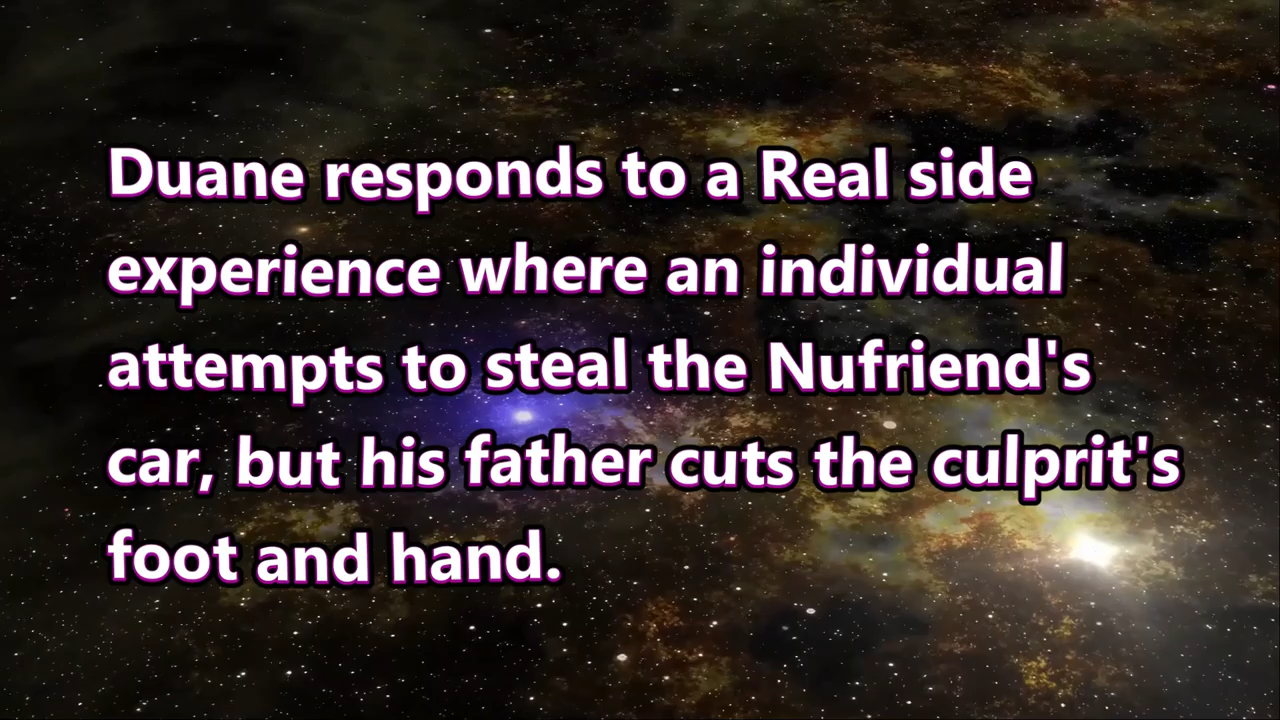 Duane responds to a Real side
experience where an individual
attempts to steal the Nufriend's
car, but his father cuts the culprit's
foot and hand.